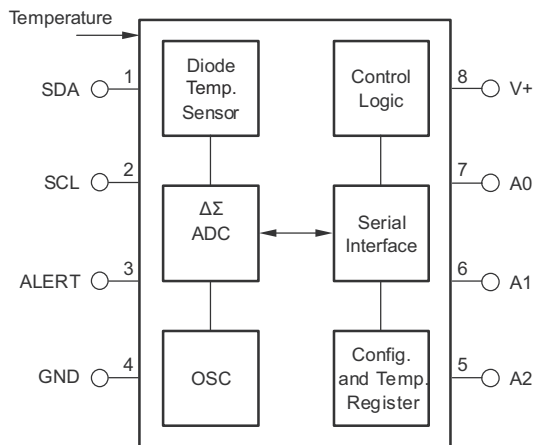 Temperature
1
SDA
Diode
Temp.
Sensor
Control
Logic
8
V+
2
SCL
ΔΣ
ADC
Serial
Interface
7
A0
3
ALERT
6
A1
4
GND
OSC
Config.
and Temp.
Register
5
A2